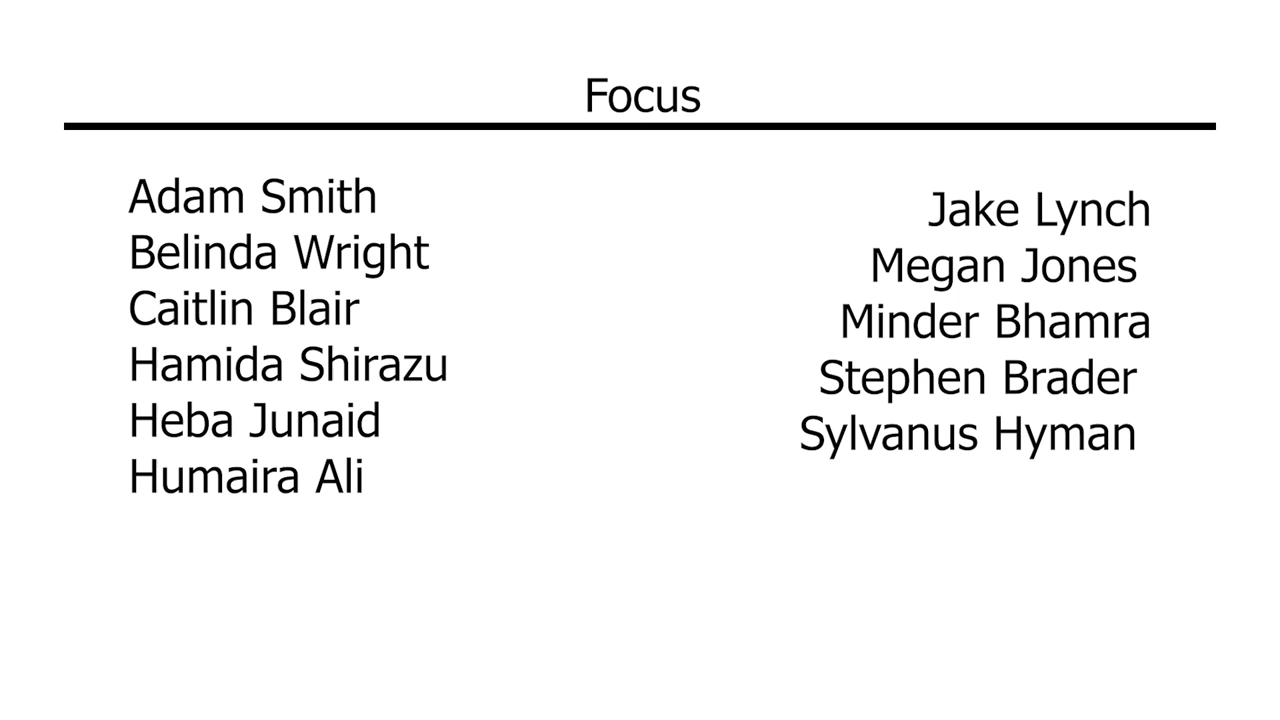 Focus
Adam Smith
Belinda Wright
Caitlin Blair
Hamida Shirazu
Heba Junaid
Humaira Ali
Jake Lynch
Megan Jones
Minder Bhamra
Stephen Brader
Sylvanus Hyman